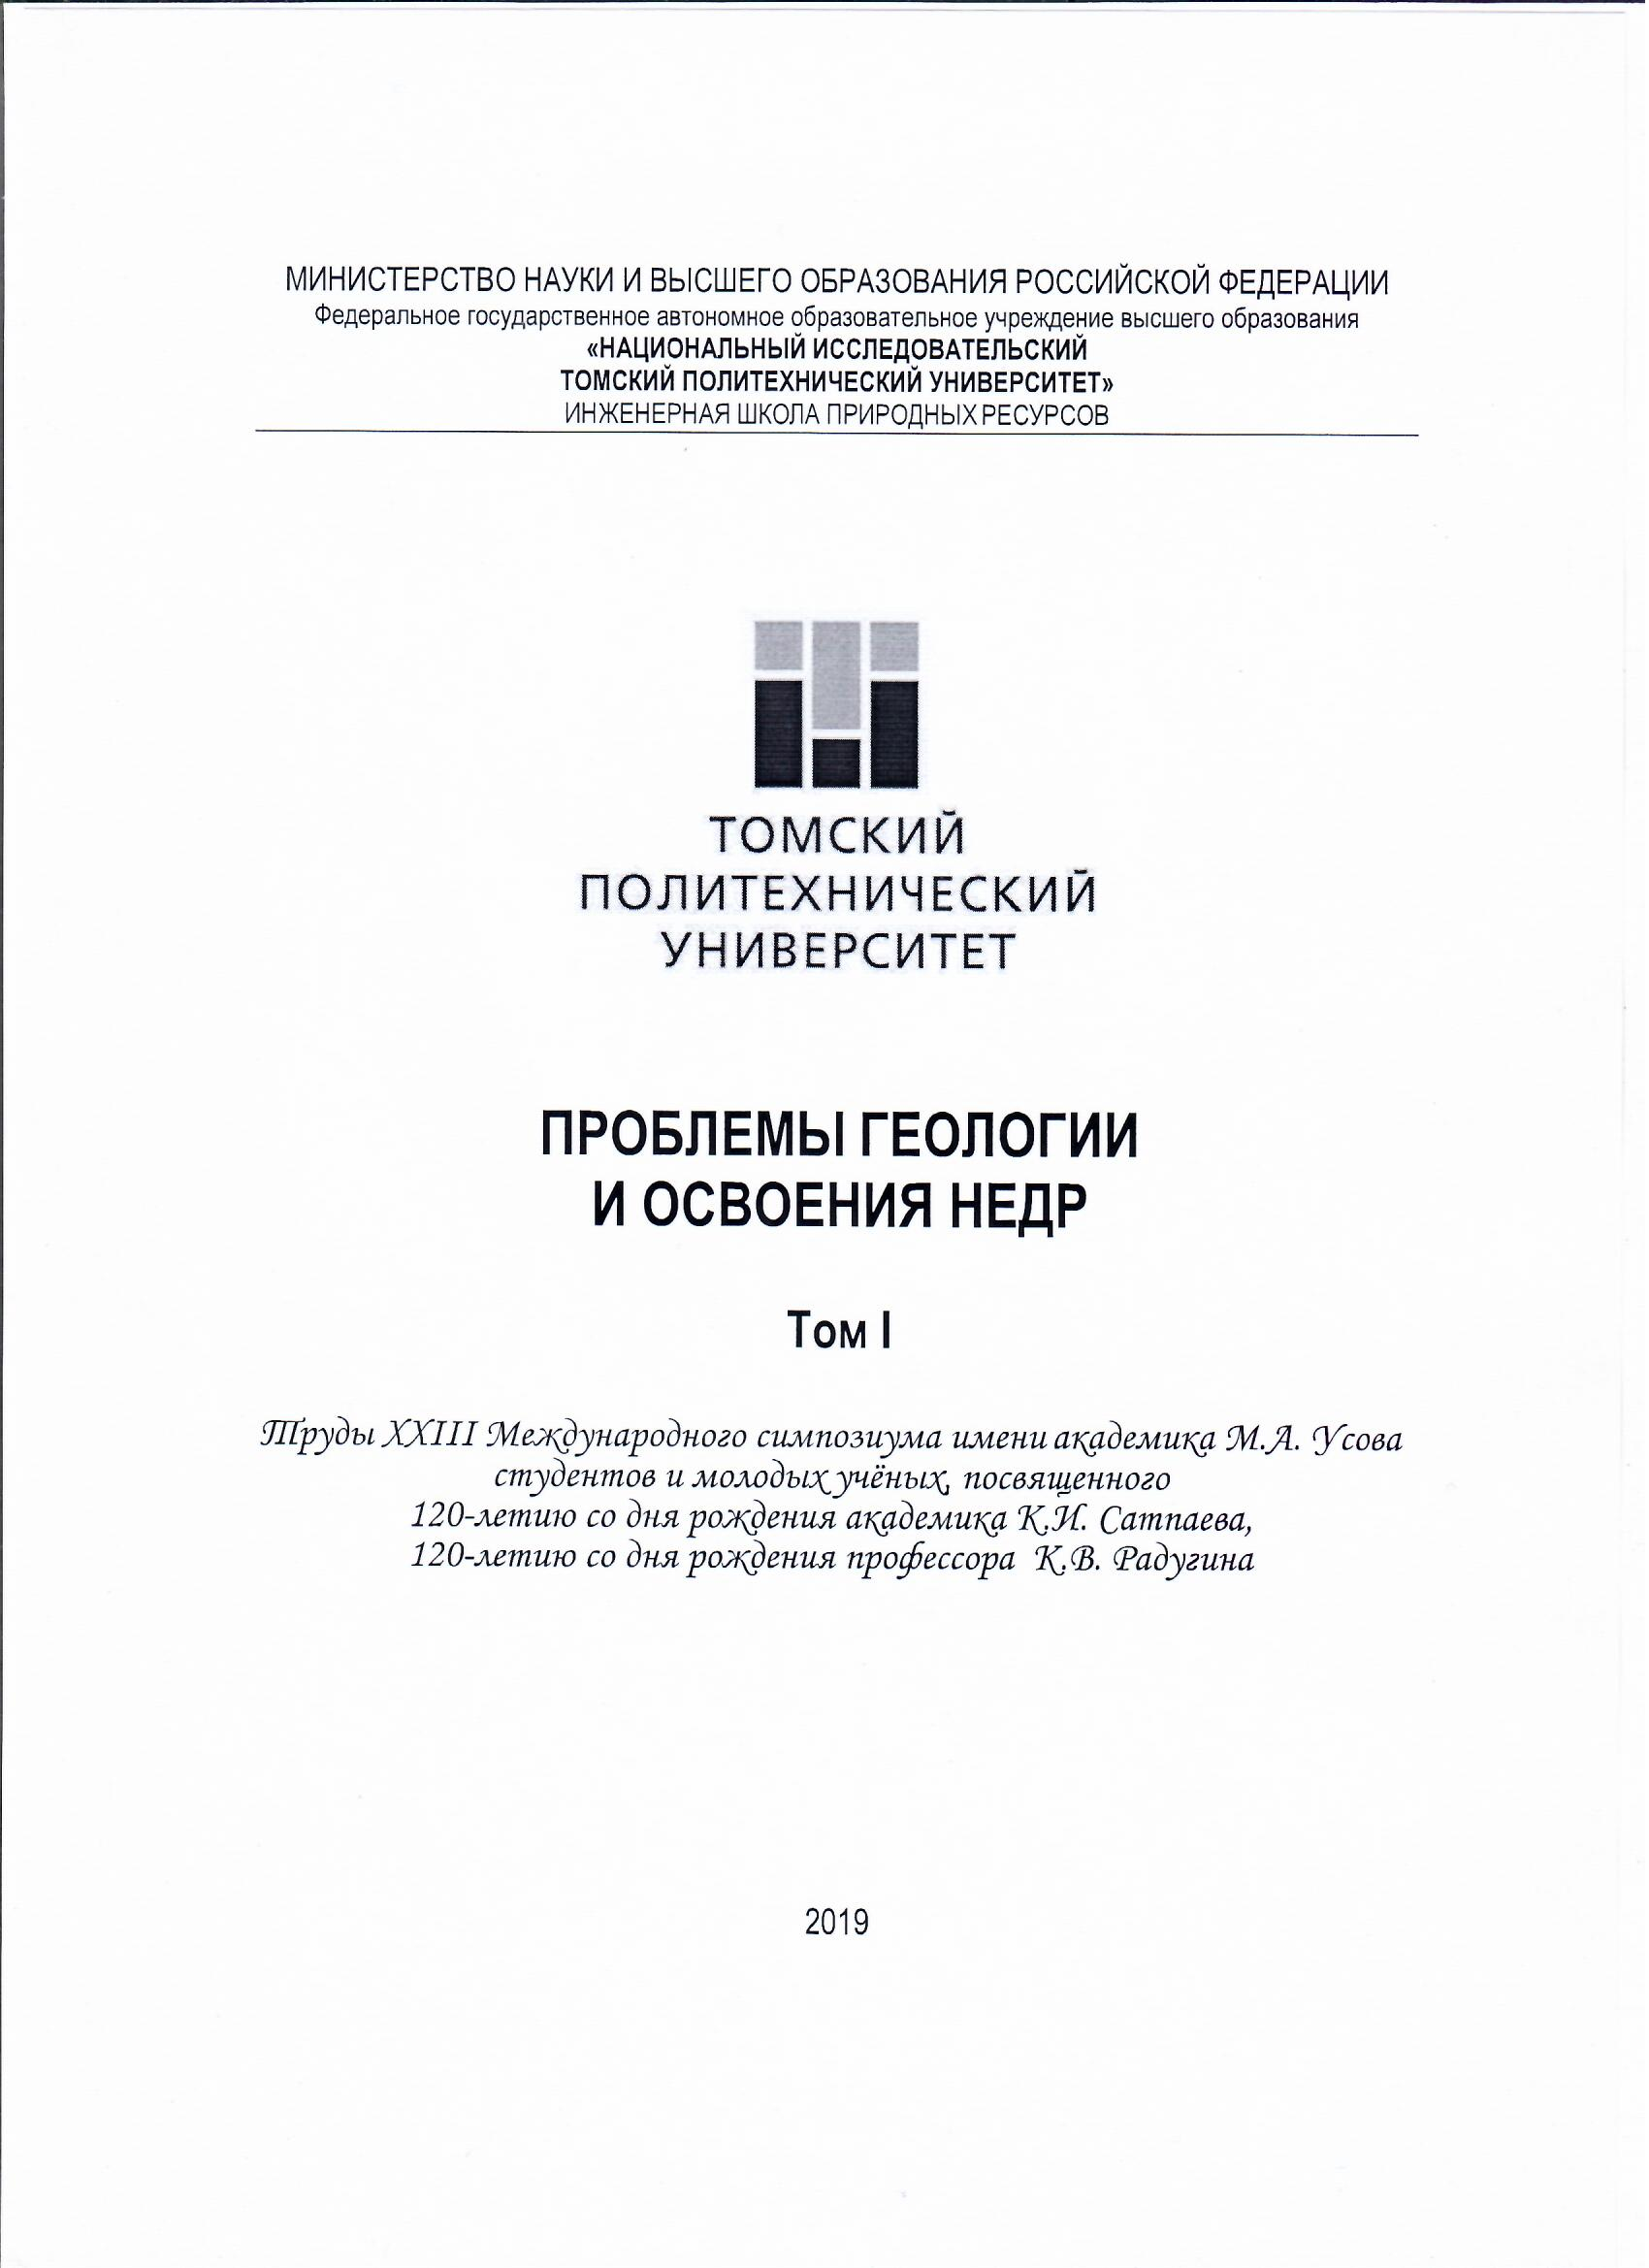 МИНИСТЕРСТВО НАУКИ И ВЫСШЕГО ОБРАЗОВАНИЯ РОССИЙСКОЙ ФЕДЕРАЦИИ
Федеральное государственное автономное образовательное учреждение высшего образования
«НАЦИОНАЛЬНЫЙ ИССЛЕДОВАТЕЛЬСКИЙ
ТОМСКИЙ ПОЛИТЕХНИЧЕСКИЙ УНИВЕРСИТЕТ»
ИНЖЕНЕРНАЯ ШКОЛА ПРИРОДНЫХ РЕСУРСОВ
ТОМСКИЙ
ПОЛИТЕХНИЧЕСКИЙ
УНИВЕРСИТЕТ
ПРОБЛЕМЫ ГЕОЛОГИИ
И ОСВОЕНИЯ НЕДР
Том I
Труды XXIII Международного симпозиума имени академика М.А. Усова
студентов и молодых учёных, посвященного
120-летию со дня рождения академика К.И. Сатпаева,
120-летию со дня рождения профессора К.В. Радугина
2019